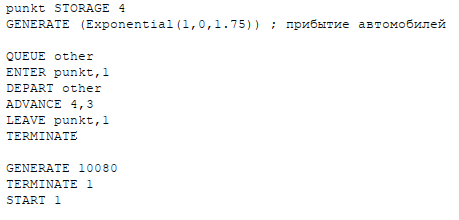 punkt STORAGE 4
GENERATE (Exponential(1,0,1.75)) ; прибытие автомобилей
QUEUE other
ENTER punkt,1
DEPART other
ADVANCE 4,3
LEAVE punkt,1
TERMINATE
GENERATE 10080
TERMINATE 1
START 1